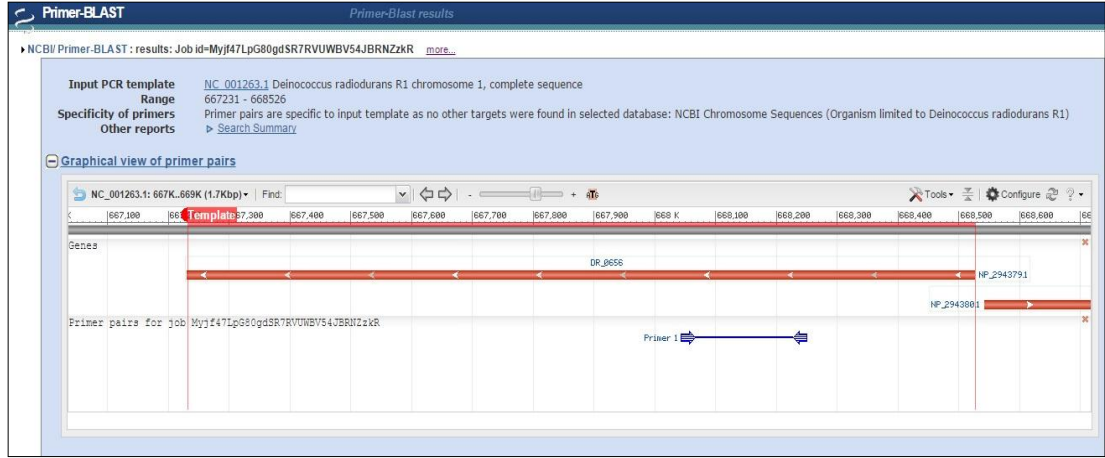 Primer-BLAST Primer-Blast results
NCBI/ Primer-BLAST : results: Job id=Myjf47LpG80gdSR7RVUWBV54JBRNZzkR more...
Input PCR template NC_001263.1 Deinococcus radiodurans R1 chromosome 1, complete sequence
Range 667231 - 668526
Specificity of primers Primer pairs are specific to input template as no other targets were found in selected database: NCBI Chromosome Sequences (Organism limited to Deinococcus radiodurans R1)
Other reports Search Summary
Graphical view of primer pairs
NC_001263.1: 667K..669K (1.7Kbp) Find: - + Tools Configure ?
667,100 Template 667,300 667,400 667,500 667,600 667,700 667,800 667,900 668 K 668,100 668,200 668,300 668,400 668,500 668,600
Genes
DR_0656
NP_294379.1
NP_294380.1
Primer pairs for job Myjf47LpG80gdSR7RVUWBV54JBRNZzkR
Primer 1